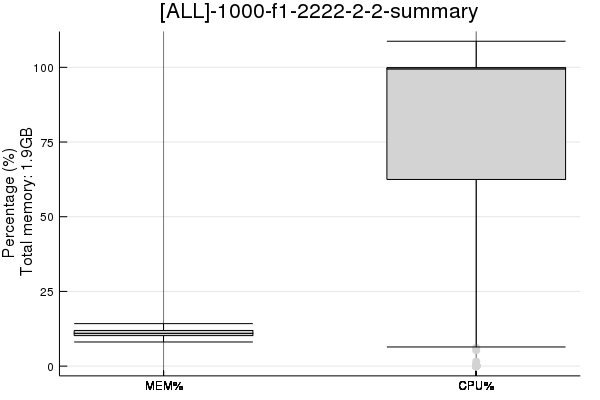 [ALL]-1000-f1-2222-2-2-summary
Percentage (%)
Total memory: 1.9GB
100
75
50
25
0
MEM%
CPU%